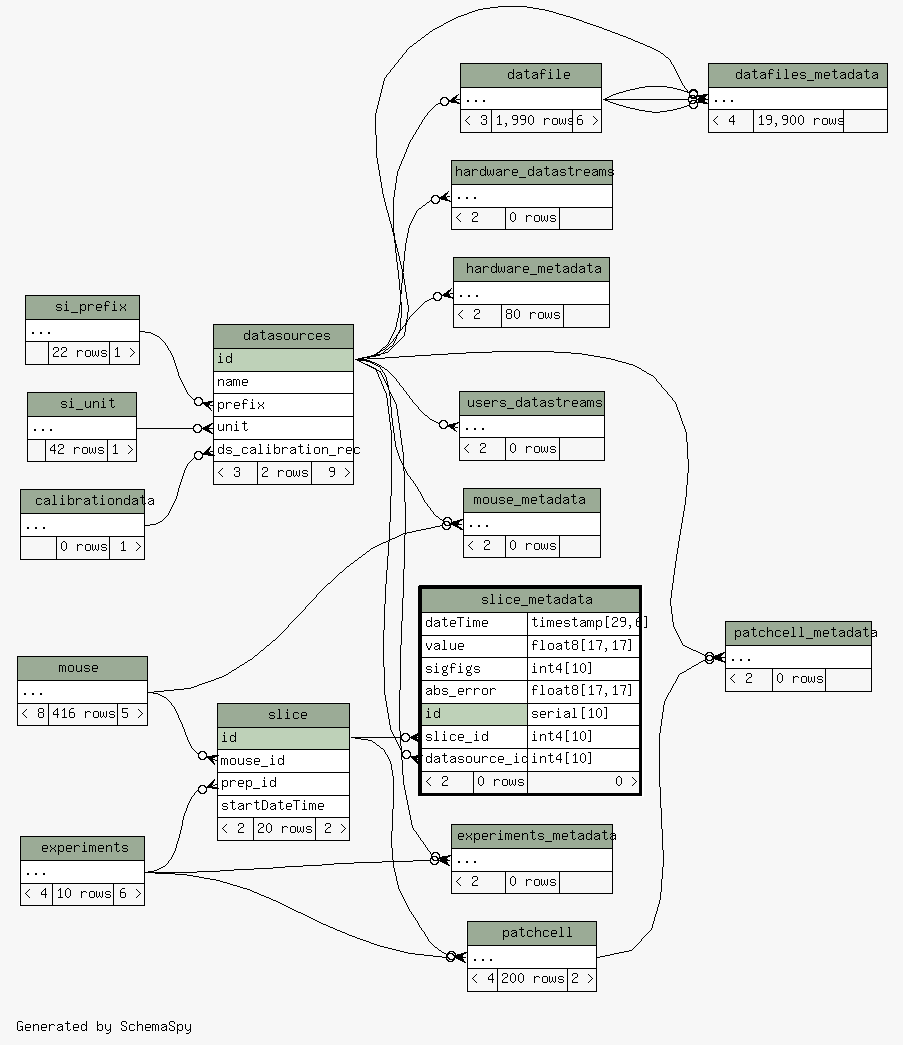 datafile
...
< 3 1,990 rows 6 >
datafiles_metadata
...
< 4 19,900 rows
hardware_datastreams
...
< 2 0 rows
hardware_metadata
...
< 2 80 rows
si_prefix
...
22 rows 1 >
datasources
id
name
prefix
unit
ds_calibration_rec
< 3 2 rows 9 >
si_unit
...
42 rows 1 >
users_datastreams
...
< 2 0 rows
calibrationdata
...
0 rows 1 >
mouse_metadata
...
< 2 0 rows
slice_metadata
dateTime timestamp[29,6]
value float8[17,17]
sigfigs int4[10]
abs_error float8[17,17]
id serial[10]
slice_id int4[10]
datasource_id int4[10]
< 2 0 rows 0 >
patchcell_metadata
...
< 2 0 rows
mouse
...
< 8 416 rows 5 >
slice
id
mouse_id
prep_id
startDateTime
< 2 20 rows 2 >
experiments
...
< 4 10 rows 6 >
experiments_metadata
...
< 2 0 rows
patchcell
...
< 4 200 rows 2 >
Generated by SchemaSpy